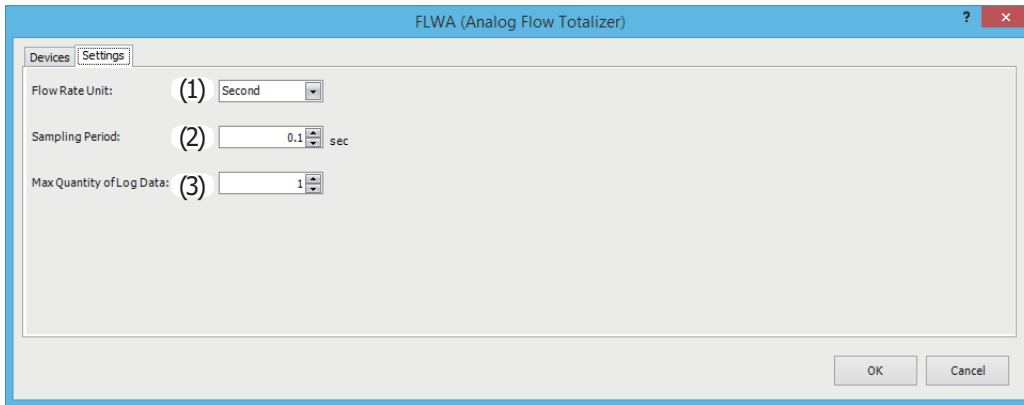 FLWA (Analog Flow Totalizer) ? ×
Devices Settings
Flow Rate Unit: (1) Second
Sampling Period: (2) 0.1 sec
Max Quantity of Log Data: (3) 1
OK Cancel